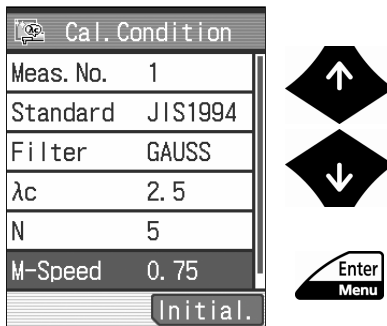 Cal. Condition
Meas. No. 1
Standard JIS1994
Filter GAUSS
λc 2.5
N 5
M-Speed 0.75
Initial.
Enter
Menu